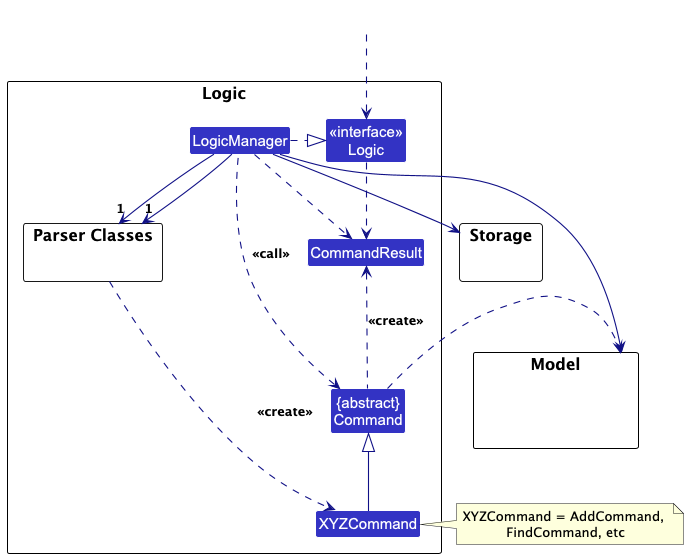 Logic
LogicManager
«interface»
Logic
1
1
Parser Classes
Storage
CommandResult
«call»
«create»
Model
{abstract}
Command
«create»
XYZCommand
XYZCommand = AddCommand,
FindCommand, etc